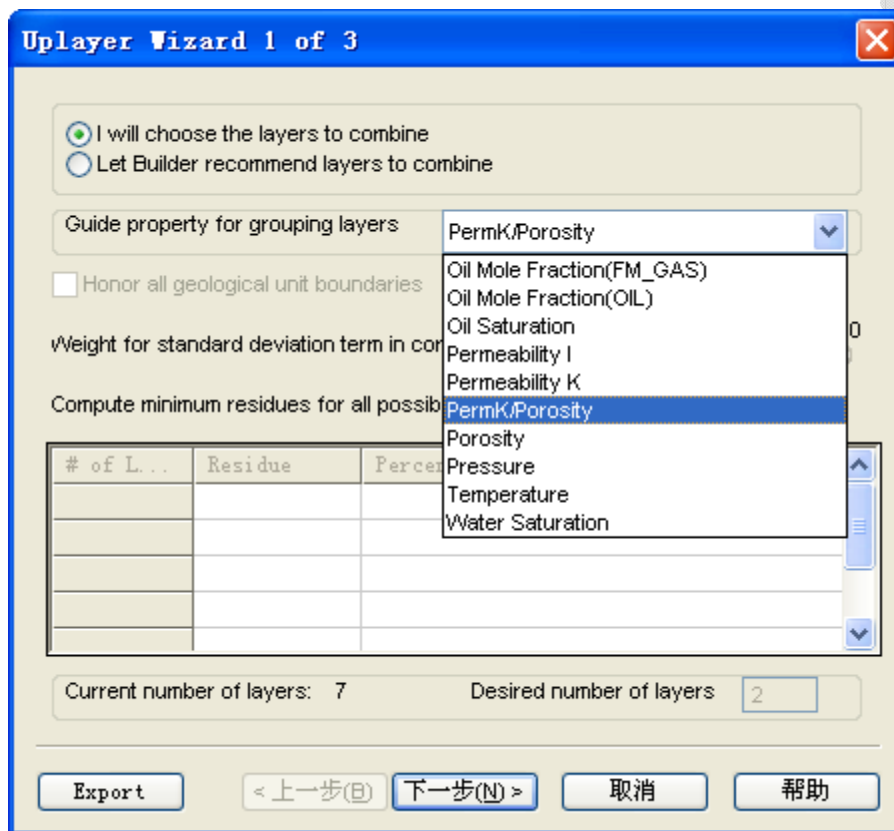 Uplayer Wizard 1 of 3
I will choose the layers to combine
Let Builder recommend layers to combine
Guide property for grouping layers
PermK/Porosity
Oil Mole Fraction(FM_GAS)
Oil Mole Fraction(OIL)
Oil Saturation
Permeability I
Permeability K
PermK/Porosity
Porosity
Pressure
Temperature
Water Saturation
Honor all geological unit boundaries
Weight for standard deviation term in
0
Compute minimum residues for all
# of L... Residue
Current number of layers: 7 Desired number of layers 2
Export <上一步(B) 下一步(N) > 取消 帮助